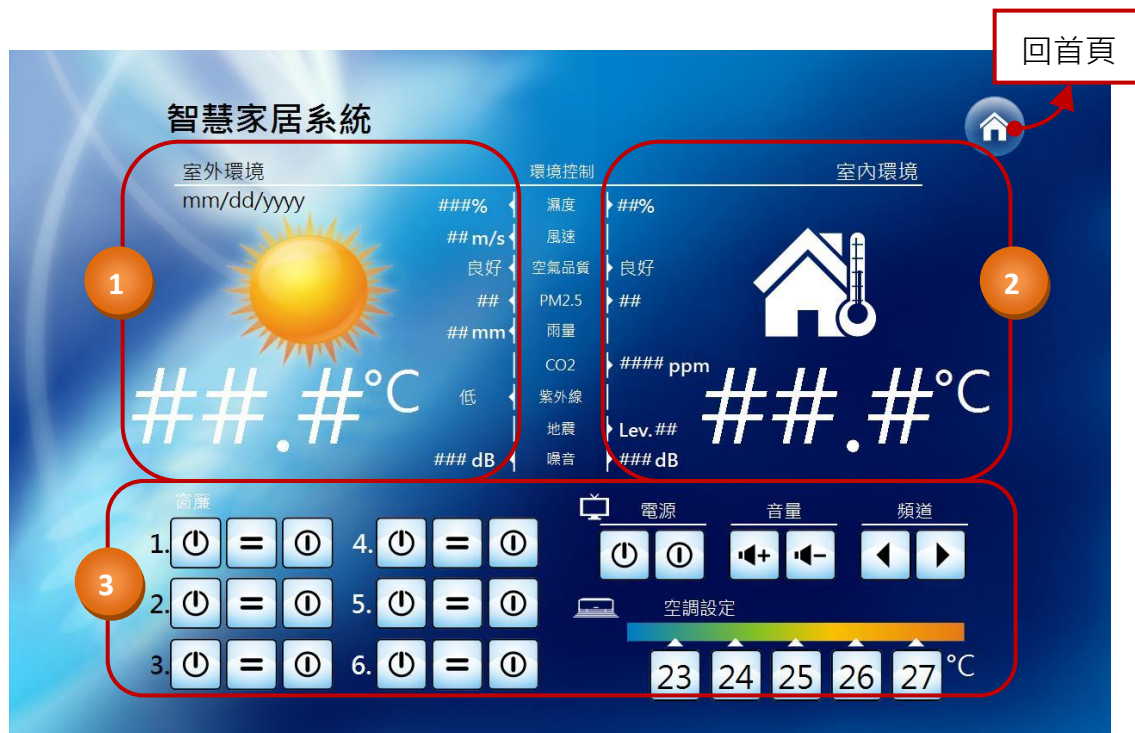 回首頁
智慧家居系統
室外環境
環境控制
室內環境
mm/dd/yyyy
###% 濕度 ##%
## m/s 風速
良好 空氣品質 良好
## PM2.5 ##
## mm 雨量
CO2 #### ppm
低 紫外線
地震 Lev. ##
### dB 噪音 ### dB
##.#°C
##.#°C
1
2
3
窗簾
1.
4.
2.
5.
3.
6.
電源
音量
頻道
空調設定
23 24 25 26 27 °C